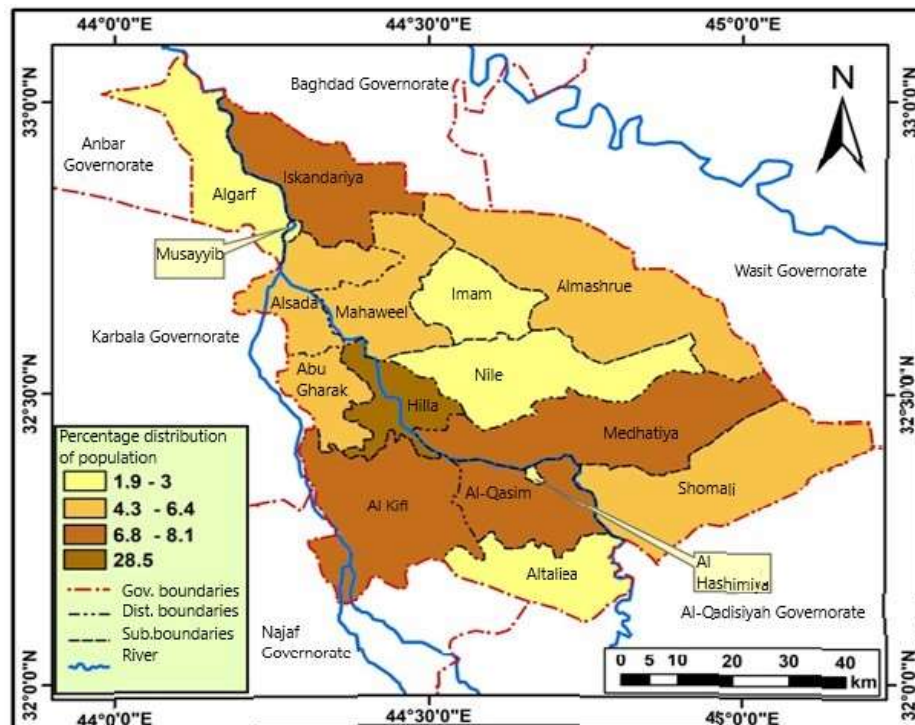 44°0'0"E
44°30'0"E
45°0'0"E
33°0'0"N
33°0'0"N
32°30'0"N
32°30'0"N
32°0'0"N
32°0'0"N
Baghdad Governorate
N
Anbar
Governorate
Iskandariya
Algarf
Musayyib
Wasit Governorate
Almashrue
Imam
Alsada
Mahaweel
Karbala Governorate
Abu
Gharak
Nile
Hilla
Medhatiya
Shomali
Al-Qasim
Al Kifl
Altaliea
Al
Hashimiya
Al-Qadisiyah Governorate
Najaf
Governorate
Percentage distribution
of population
1.9 - 3
4.3 - 6.4
6.8 - 8.1
28.5
Gov. boundaries
Dist. boundaries
Sub.boundaries
River
0 5 10 20 30 40
km
44°0'0"E
44°30'0"E
45°0'0"E